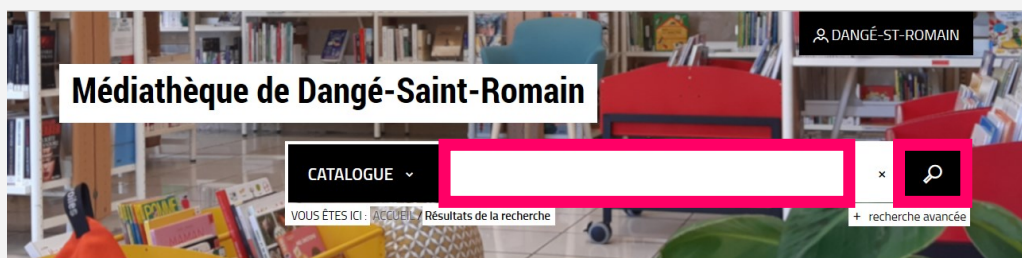 DANGÉ-ST-ROMAIN
Médiathèque de Dangé-Saint-Romain
CATALOGUE
VOUS ÊTES ICI : ACCUEIL / Résultats de la recherche
+ recherche avancée